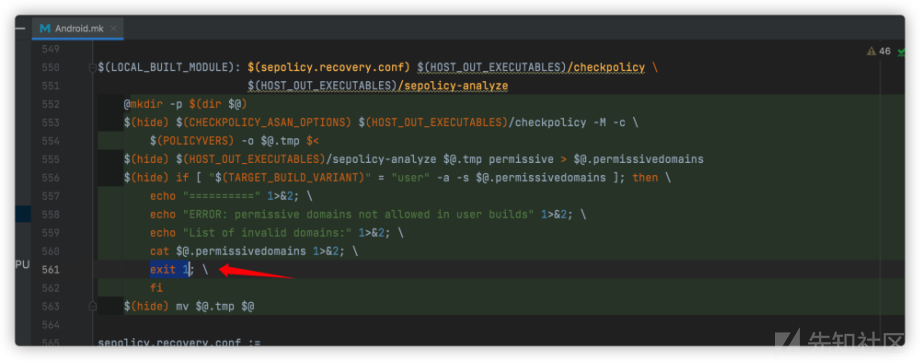 Android.mk
46
549
550 $(LOCAL_BUILT_MODULE): $(sepolicy.recovery.conf) $(HOST_OUT_EXECUTABLES)/checkpolicy \
551 $(HOST_OUT_EXECUTABLES)/sepolicy-analyze
552 @mkdir -p $(dir $@)
553 $(hide) $(CHECKPOLICY_ASAN_OPTIONS) $(HOST_OUT_EXECUTABLES)/checkpolicy -M -c \
554 $(POLICYVERS) -o $@.tmp $<
555 $(hide) $(HOST_OUT_EXECUTABLES)/sepolicy-analyze $@.tmp permissive > $@.permissivedomains
556 $(hide) if [ "$(TARGET_BUILD_VARIANT)" = "user" -a -s $@.permissivedomains ]; then \
557 echo "==========" 1>&2; \
558 echo "ERROR: permissive domains not allowed in user builds" 1>&2; \
559 echo "List of invalid domains:" 1>&2; \
560 cat $@.permissivedomains 1>&2; \
PU
561 exit 1; \
562 fi
563 $(hide) mv $@.tmp $@
564
565 sepolicy.recovery.conf :=
先知社区